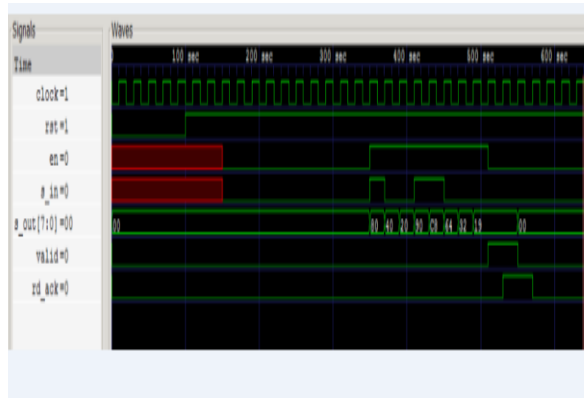 Signals Waves
Time 100 sec 200 sec 300 sec 400 sec 500 sec 600 sec
clock=1
rst=1
en=0
s_in=0
s_out[7:0]=00 00 80 40 20 90 C8 64 32 19 00
valid=0
rd_ack=0